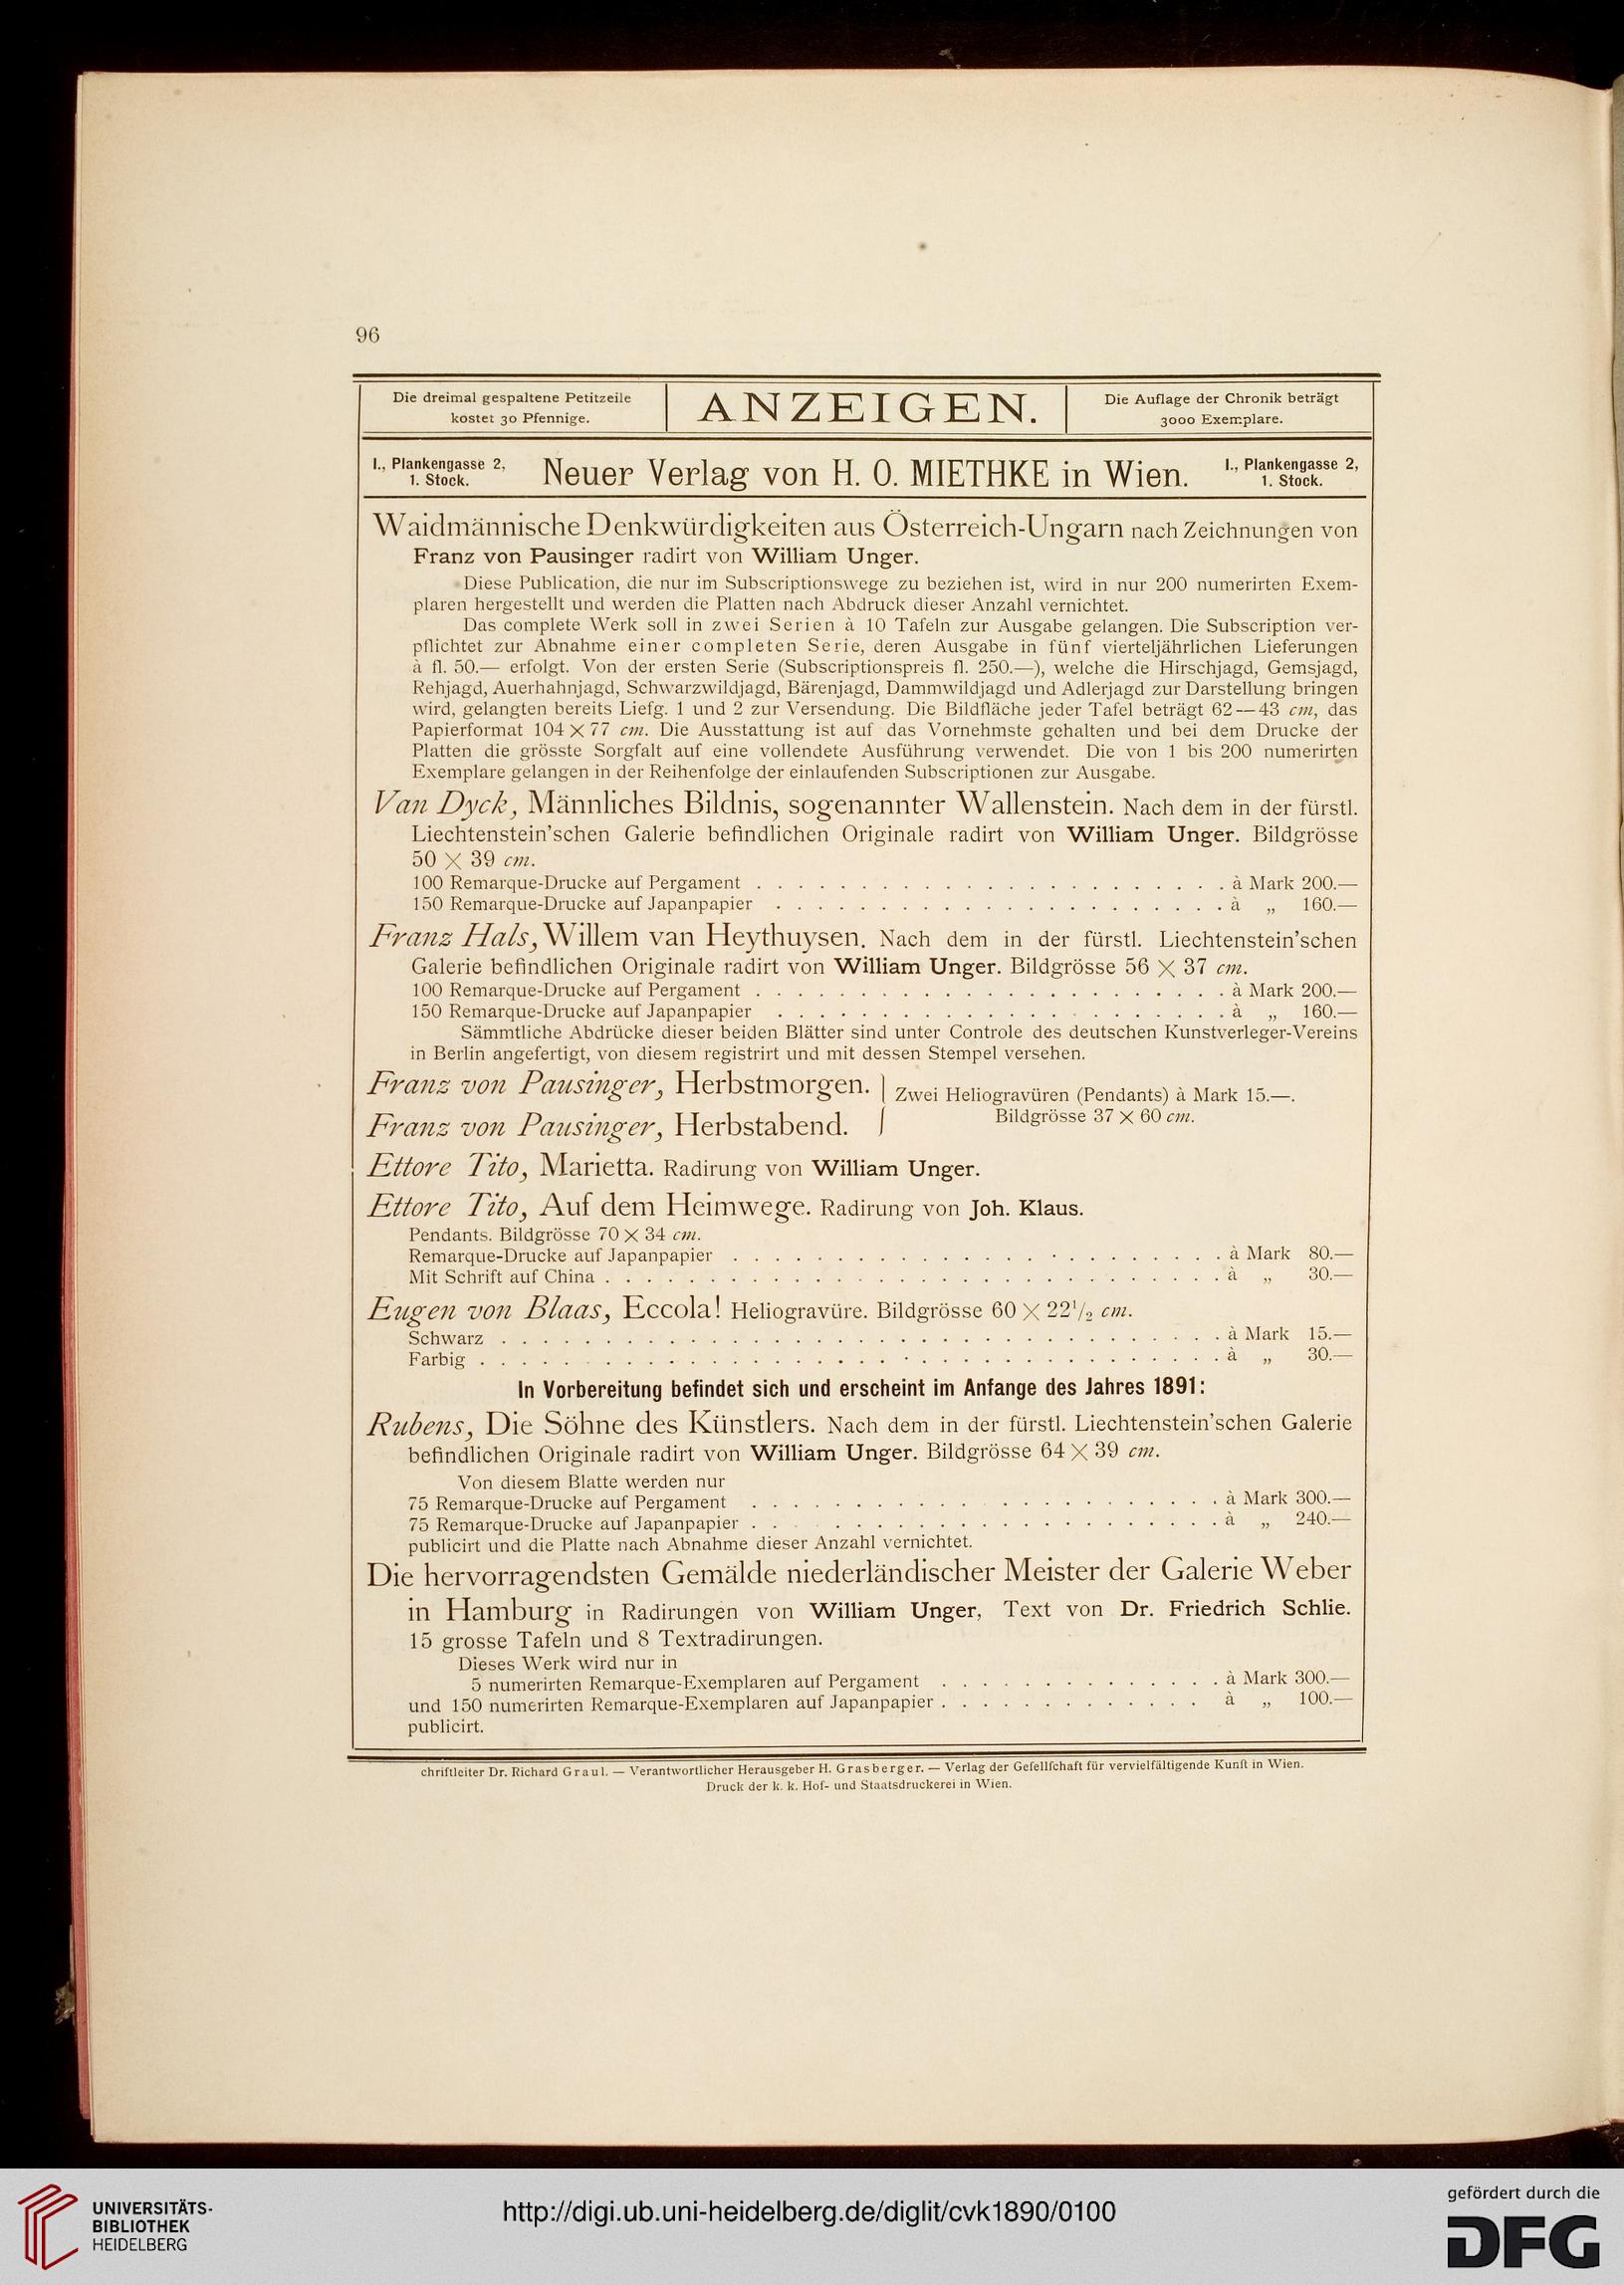 96
Die dreimal gespaltene Petitzeile
kostet 30 Pfennige.
ANZEIGEN.
Die Auflage der Chronik beträgt
3000 Exemplare.
I., Plankengasse 2,
1. Stock.
Neuer Verlag von H. O. MIETHKE in Wien.
I., Plankengasse 2,
1. Stock.
Waidmännische Denkwürdigkeiten aus Österreich-Ungarn nach Zeichnungen von
Franz von Pausinger radirt von William Unger.
Diese Publication, die nur im Subscriptionswege zu beziehen ist, wird in nur 200 numerirten Exem-
plaren hergestellt und werden die Platten nach Abdruck dieser Anzahl vernichtet.
Das complete Werk soll in zwei Serien à 10 Tafeln zur Ausgabe gelangen. Die Subscription ver-
pflichtet zur Abnahme einer completen Serie, deren Ausgabe in fünf vierteljährlichen Lieferungen
à fl. 50.— erfolgt. Von der ersten Serie (Subscriptionspreis fl. 250.—), welche die Hirschjagd, Gemsjagd,
Rehjagd, Auerhahnjagd, Schwarzwildjagd, Bärenjagd, Dammwildjagd und Adlerjagd zur Darstellung bringen
wird, gelangten bereits Liefg. 1 und 2 zur Versendung. Die Bildfläche jeder Tafel beträgt 62—43 cm, das
Papierformat 104 × 77 cm. Die Ausstattung ist auf das Vornehmste gehalten und bei dem Drucke der
Platten die grösste Sorgfalt auf eine vollendete Ausführung verwendet. Die von 1 bis 200 numerirten
Exemplare gelangen in der Reihenfolge der einlaufenden Subscriptionen zur Ausgabe.
Van Dyck, Männliches Bildnis, sogenannter Wallenstein. Nach dem in der fürstl.
Liechtenstein'schen Galerie befindlichen Originale radirt von William Unger. Bildgrösse
50 × 39 cm.
100 Remarque-Drucke auf Pergament . . . . . . . . . . à Mark 200.—
150 Remarque-Drucke auf Japanpapier . . . . . . . . . . à „ 160.—
Franz Hals, Willem van Heythuysen. Nach dem in der fürstl. Liechtenstein'schen
Galerie befindlichen Originale radirt von William Unger. Bildgrösse 56 × 37 cm.
100 Remarque-Drucke auf Pergament . . . . . . . . . . à Mark 200.—
150 Remarque-Drucke auf Japanpapier . . . . . . . . . . à „ 160.—
Sämmtliche Abdrücke dieser beiden Blätter sind unter Controle des deutschen Kunstverleger-Vereins
in Berlin angefertigt, von diesem registrirt und mit dessen Stempel versehen.
Franz von Pausinger, Herbstmorgen.
Franz von Pausinger, Herbstabend.
Zwei Heliogravüren (Pendants) à Mark 15.—.
Bildgrösse 37 × 60 cm.
Ettore Tito, Marietta. Radirung von William Unger.
Ettore Tito, Auf dem Heimwege. Radirung von Joh. Klaus.
Pendants. Bildgrösse 70 × 34 cm.
Remarque-Drucke auf Japanpapier . . . . . . . . . . à Mark 80.—
Mit Schrift auf China . . . . . . . . . . à „ 30.—
Eugen von Blaas, Eccola! Heliogravüre. Bildgrösse 60 × 22 1/2 cm.
Schwarz . . . . . . . . . . à Mark 15.—
Farbig . . . . . . . . . . à „ 30.—
In Vorbereitung befindet sich und erscheint im Anfange des Jahres 1891:
Rubens, Die Söhne des Künstlers. Nach dem in der fürstl. Liechtenstein'schen Galerie
befindlichen Originale radirt von William Unger. Bildgrösse 64 × 39 cm.
Von diesem Blatte werden nur
75 Remarque-Drucke auf Pergament . . . . . . . . . . à Mark 300.—
75 Remarque-Drucke auf Japanpapier . . . . . . . . . . à „ 240.—
publicirt und die Platte nach Abnahme dieser Anzahl vernichtet.
Die hervorragendsten Gemälde niederländischer Meister der Galerie Weber
in Hamburg in Radirungen von William Unger, Text von Dr. Friedrich Schlie.
15 grosse Tafeln und 8 Textradirungen.
Dieses Werk wird nur in
5 numerirten Remarque-Exemplaren auf Pergament . . . . . . . . . . à Mark 300.—
und 150 numerirten Remarque-Exemplaren auf Japanpapier . . . . . . . . . . à „ 100.—
publicirt.
chriftleiter Dr. Richard Graul. — Verantwortlicher Herausgeber H. Grasberger. — Verlag der Gefellfchaft für vervielfältigende Kunft in Wien.
Druck der k. k. Hof- und Staatsdruckerei in Wien.
UNIVERSITÄTS-
BIBLIOTHEK
HEIDELBERG
http://digi.ub.uni-heidelberg.de/diglit/cvk1890/0100
gefördert durch die
DFG